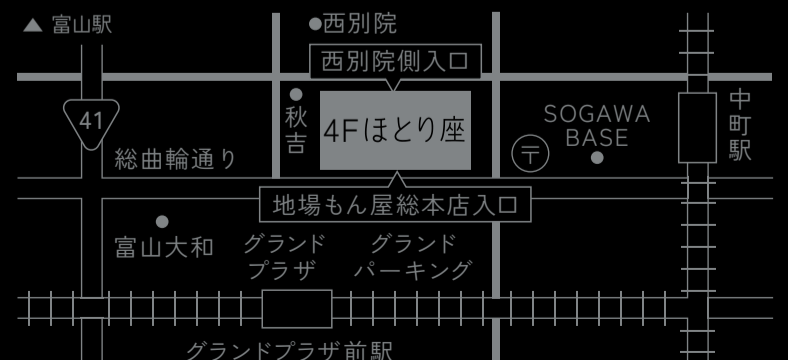 ▲ 富山駅
●西別院
西別院側入口
41
秋吉
4Fほとり座
SOGAWA
BASE
〒
中町駅
総曲輪通り
地場もん屋総本店入口
富山大和
グランド
プラザ
グランド
パーキング
グランドプラザ前駅